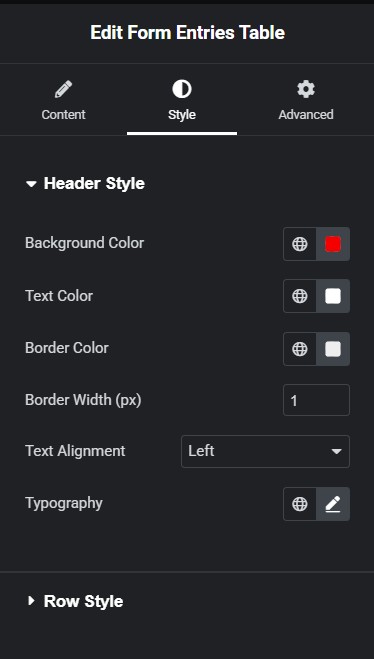 Edit Form Entries Table
Content Style Advanced
Header Style
Background Color
Text Color
Border Color
Border Width (px) 1
Text Alignment Left
Typography
Row Style